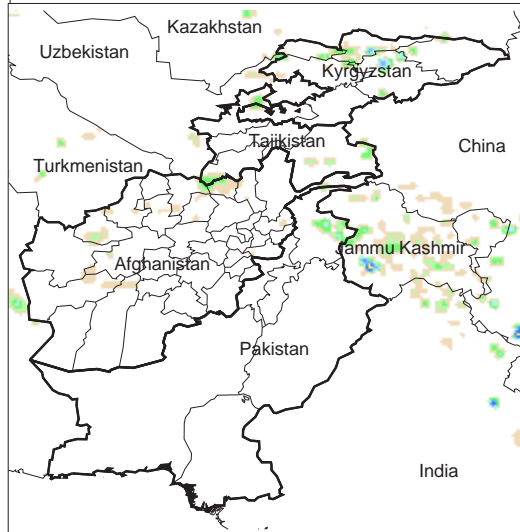 Kazakhstan
Uzbekistan
Kyrgyzstan
Tajikistan
China
Turkmenistan
Jammu Kashmir
Afghanistan
Pakistan
India